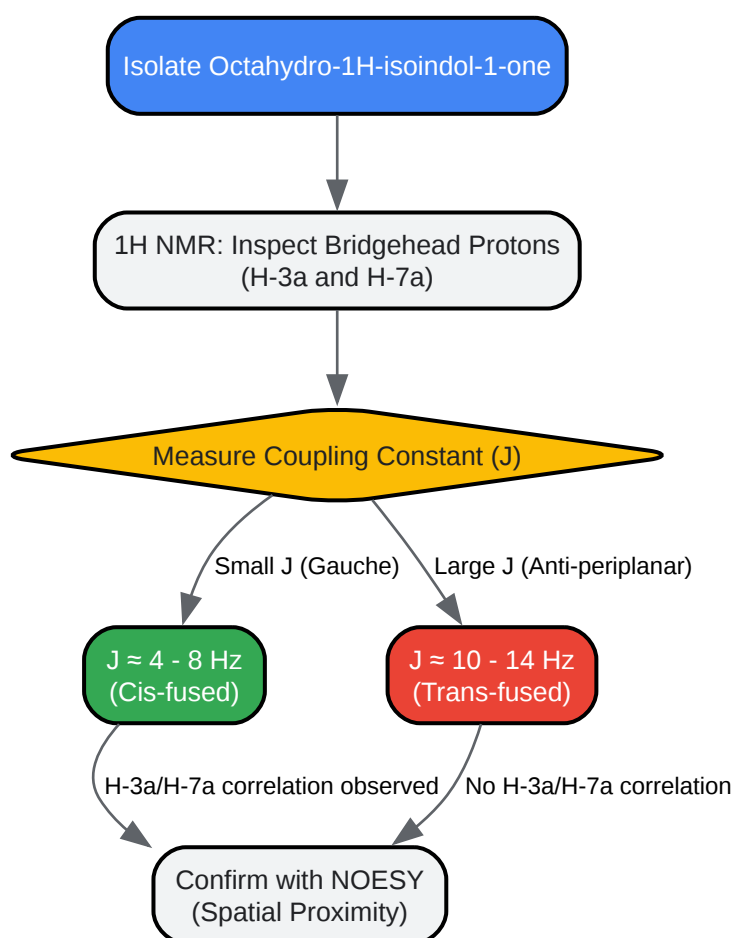 Isolate Octahydro-1H-isoindol-1-one
1H NMR: Inspect Bridgehead Protons
(H-3a and H-7a)
Measure Coupling Constant (J)
Small J (Gauche)
Large J (Anti-periplanar)
J ≈ 4 - 8 Hz
(Cis-fused)
J ≈ 10 - 14 Hz
(Trans-fused)
H-3a/H-7a correlation observed
No H-3a/H-7a correlation
Confirm with NOESY
(Spatial Proximity)